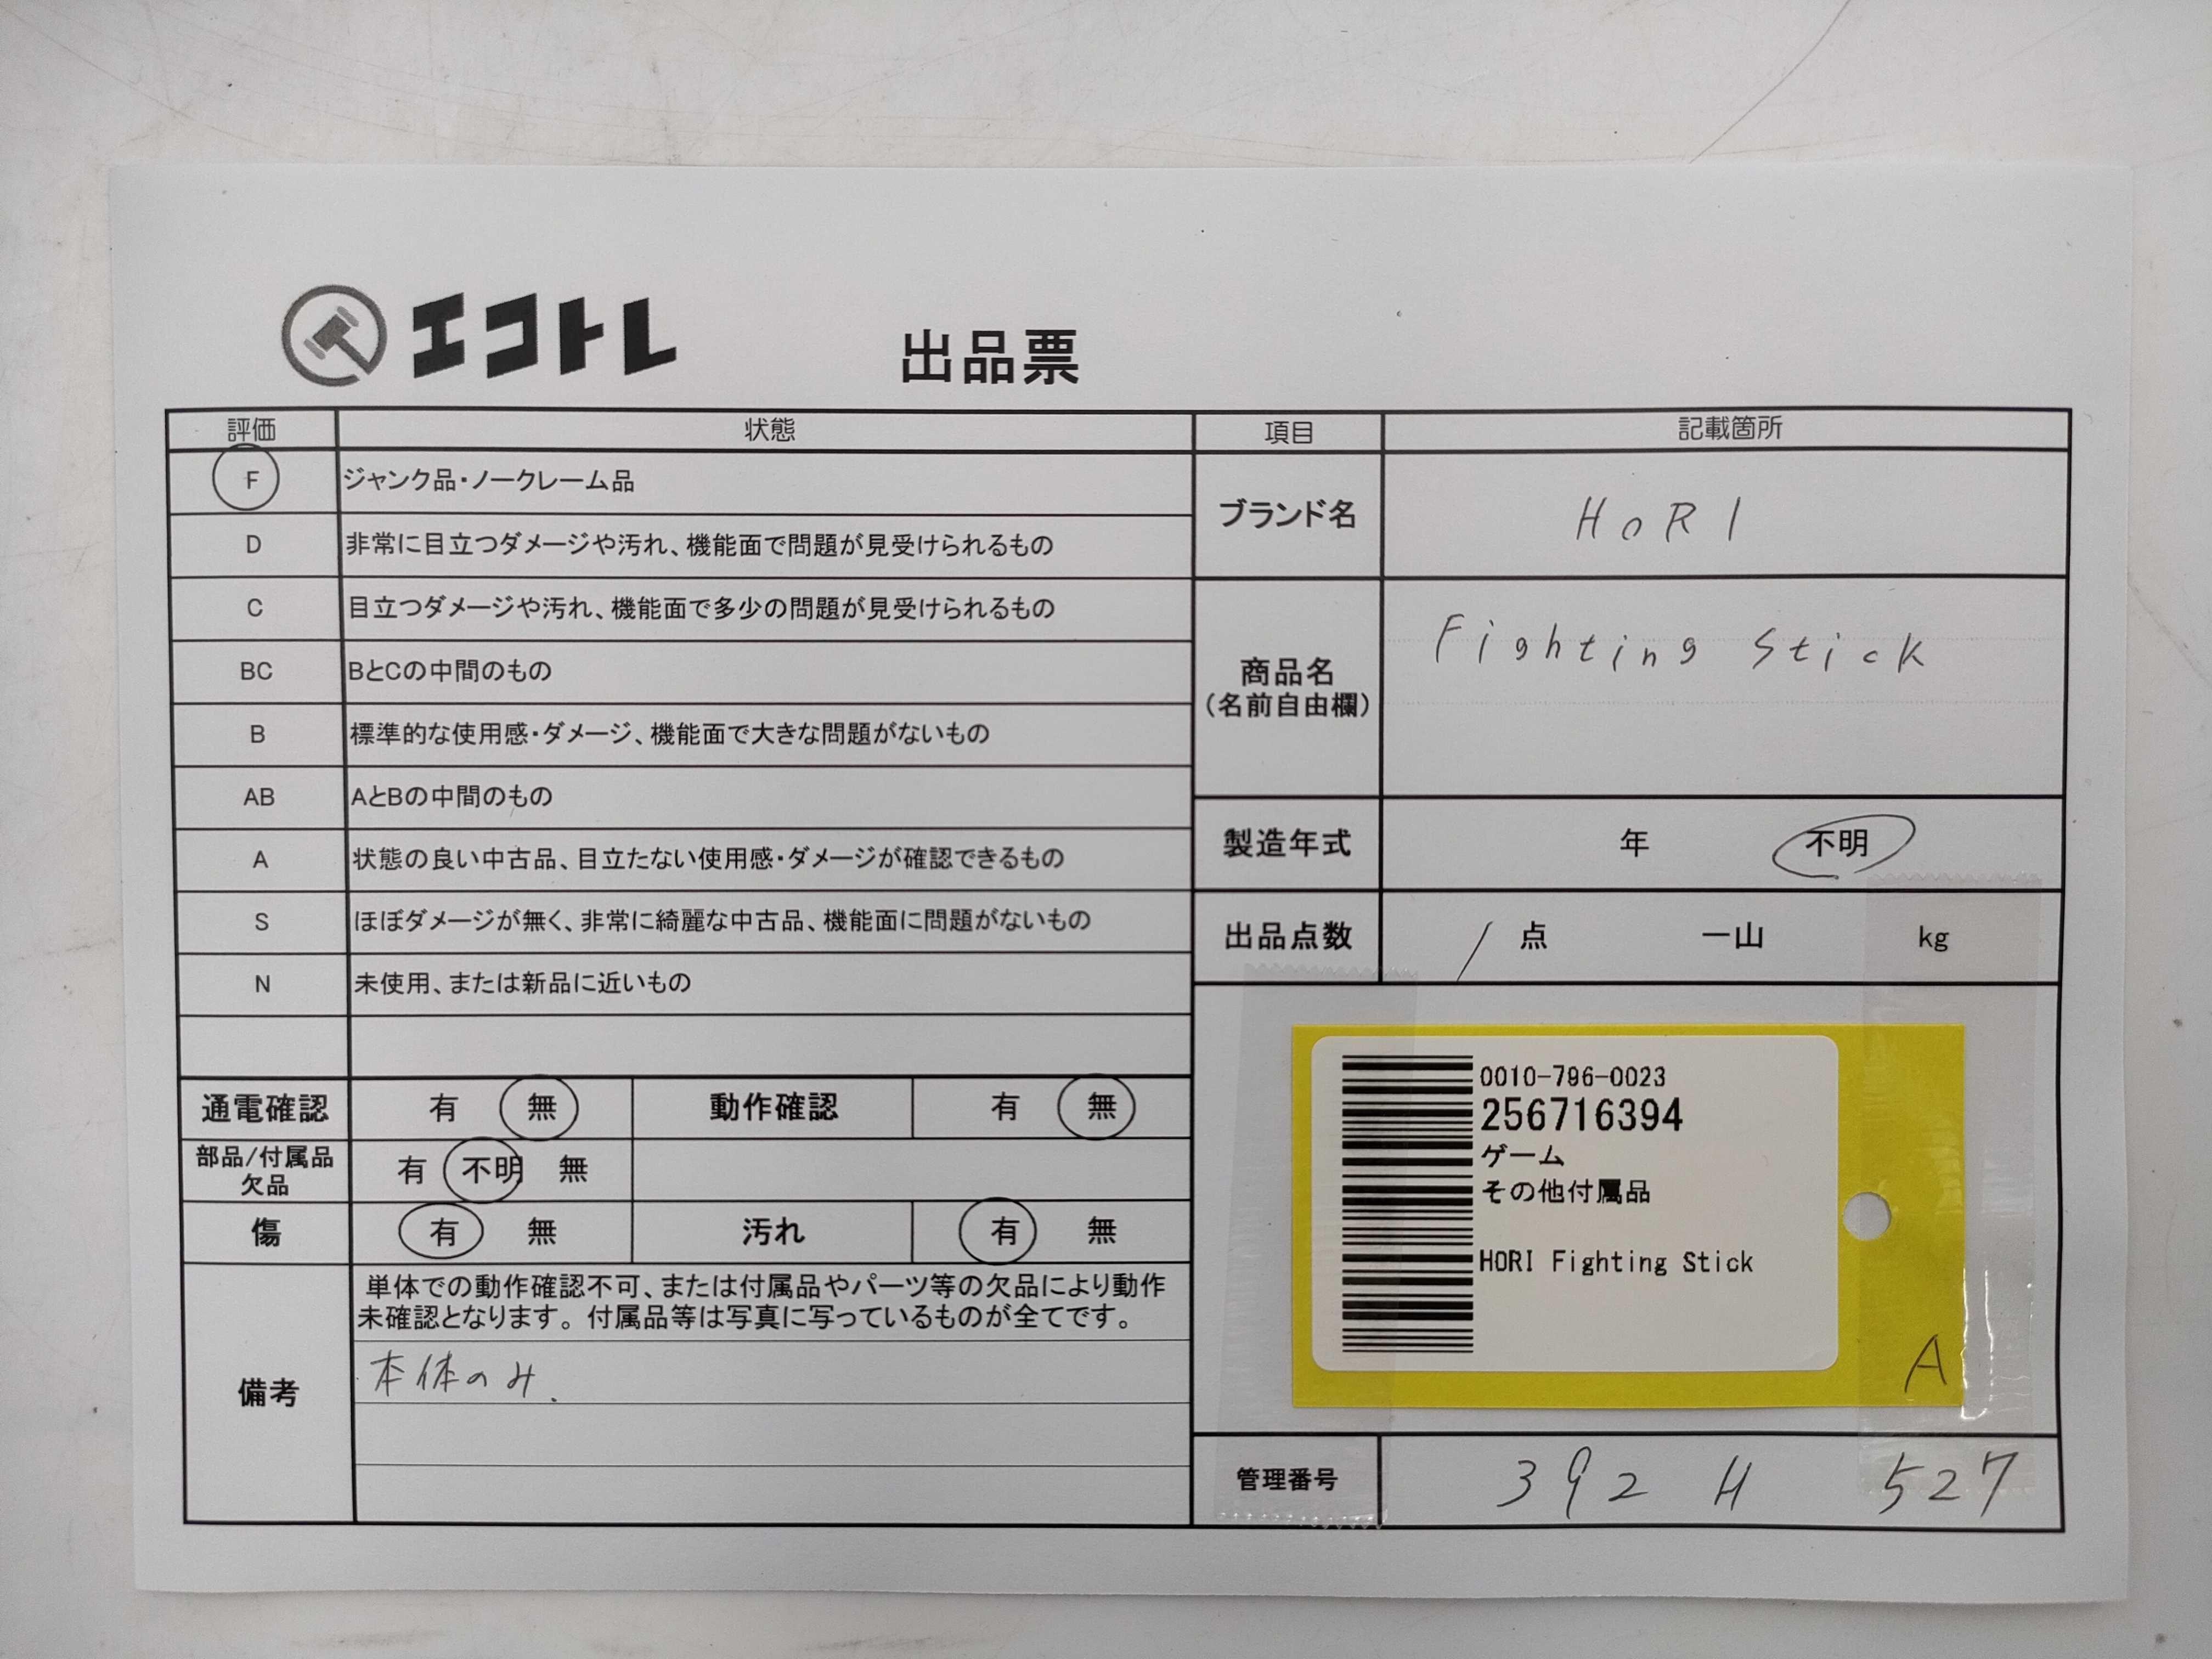 エコトレ
出品票
評価 状態
F ジャンク品・ノークレーム品
D 非常に目立つダメージや汚れ、機能面で問題が見受けられるもの
C 目立つダメージや汚れ、機能面で多少の問題が見受けられるもの
BC BとCの中間のもの
B 標準的な使用感・ダメージ、機能面で大きな問題がないもの
AB AとBの中間のもの
A 状態の良い中古品、目立たない使用感・ダメージが確認できるもの
S ほぼダメージが無く、非常に綺麗な中古品、機能面に問題がないもの
N 未使用、または新品に近いもの
通電確認 有 無 動作確認 有 無
部品/付属品
欠品 有 不明 無
傷 有 無 汚れ 有 無
備考
単体での動作確認不可、または付属品やパーツ等の欠品により動作
未確認となります。付属品等は写真に写っているものが全てです。
本体のみ.
項目 記載箇所
ブランド名 HORI
商品名
(名前自由欄)
Fighting Stick
製造年式 年 不明
出品点数 1 点 一山 kg
0010-796-0023
256716394
ゲーム
その他付属品
HORI Fighting Stick
A
管理番号 392 H 527